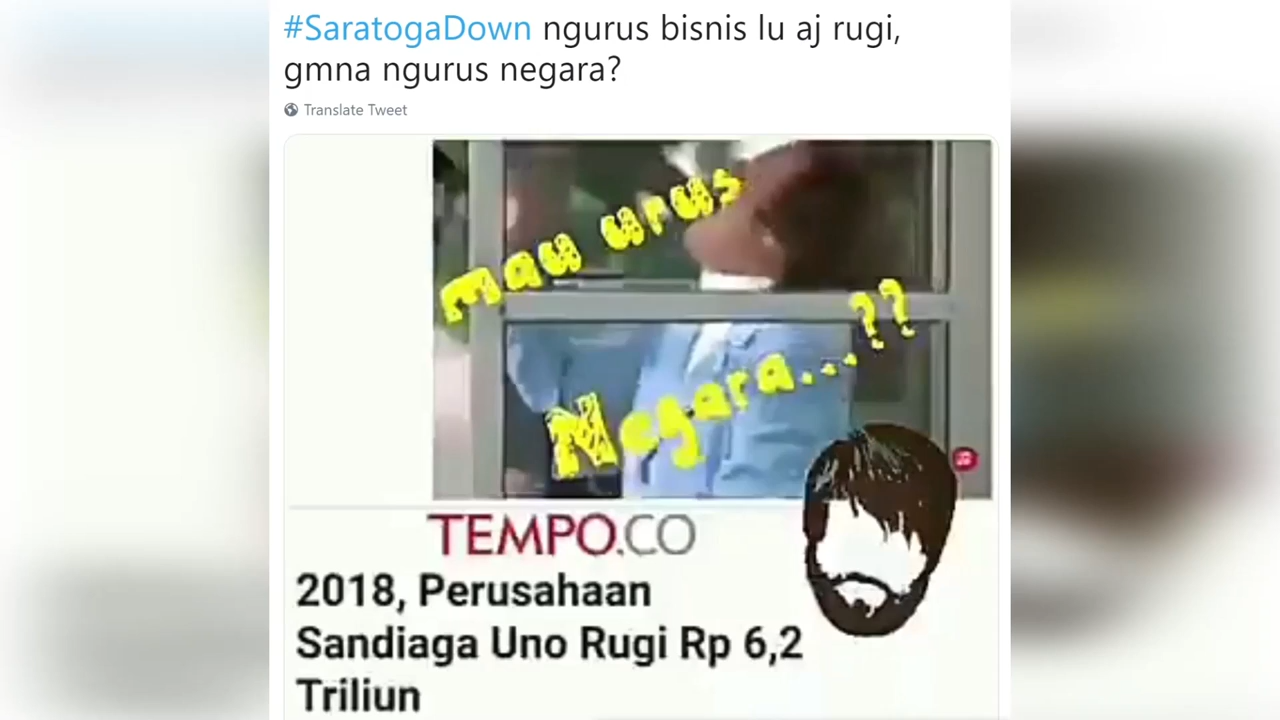 #SaratogaDown ngurus bisnis lu aj rugi,
gmna ngurus negara?
Translate Tweet
mau urus
Negara...??
TEMPO.CO
2018, Perusahaan
Sandiaga Uno Rugi Rp 6,2
Triliun